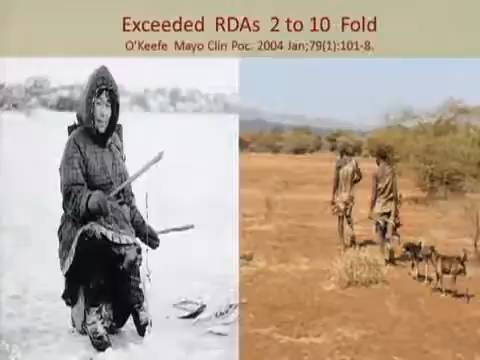 Exceeded RDAs 2 to 10 Fold
O'Keefe Mayo Clin Poc. 2004 Jan;79(1):101-8.